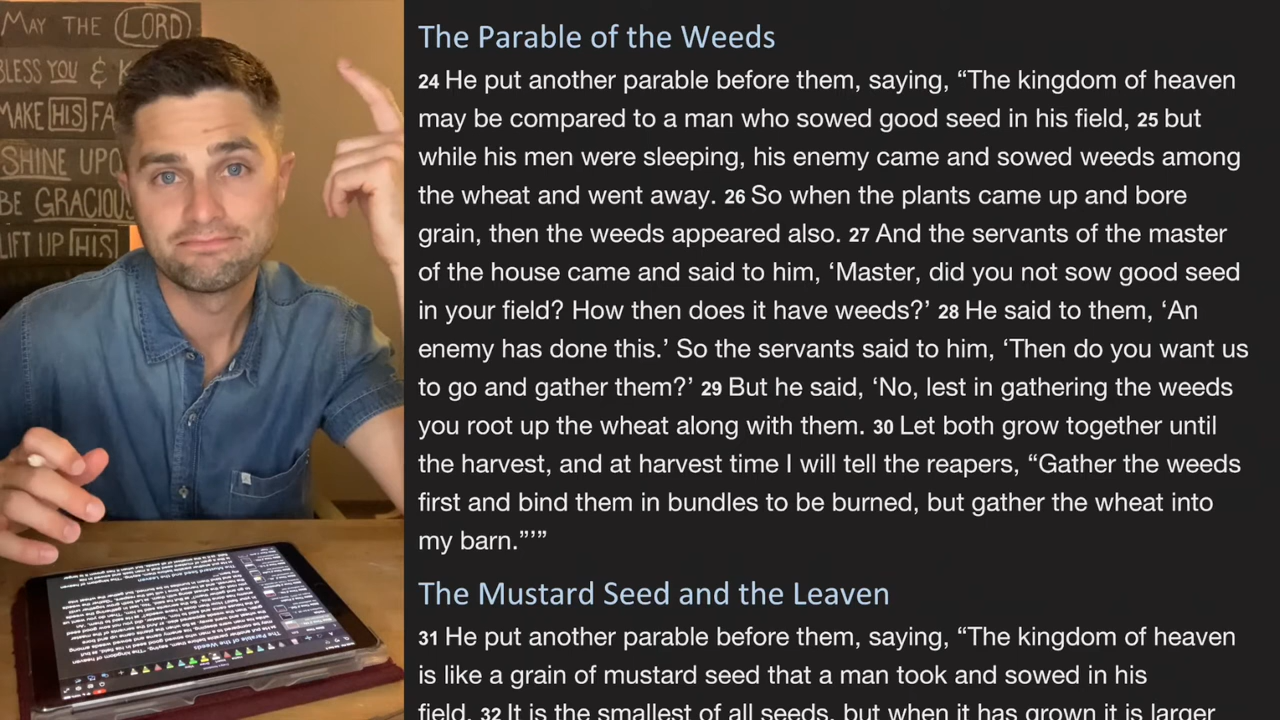 MAY THE LORD
BLESS YOU & K
MAKE HIS FA
SHINE UPO
BE GRACIOUS
LIFT UP HIS
The Parable of the Weeds
24 He put another parable before them, saying, “The kingdom of heaven
may be compared to a man who sowed good seed in his field, 25 but
while his men were sleeping, his enemy came and sowed weeds among
the wheat and went away. 26 So when the plants came up and bore
grain, then the weeds appeared also. 27 And the servants of the master
of the house came and said to him, ‘Master, did you not sow good seed
in your field? How then does it have weeds?’ 28 He said to them, ‘An
enemy has done this.’ So the servants said to him, ‘Then do you want us
to go and gather them?’ 29 But he said, ‘No, lest in gathering the weeds
you root up the wheat along with them. 30 Let both grow together until
the harvest, and at harvest time I will tell the reapers, “Gather the weeds
first and bind them in bundles to be burned, but gather the wheat into
my barn.”’”
The Mustard Seed and the Leaven
31 He put another parable before them, saying, “The kingdom of heaven
is like a grain of mustard seed that a man took and sowed in his
field. 32 It is the smallest of all seeds, but when it has grown it is larger
The Parable of the Weeds